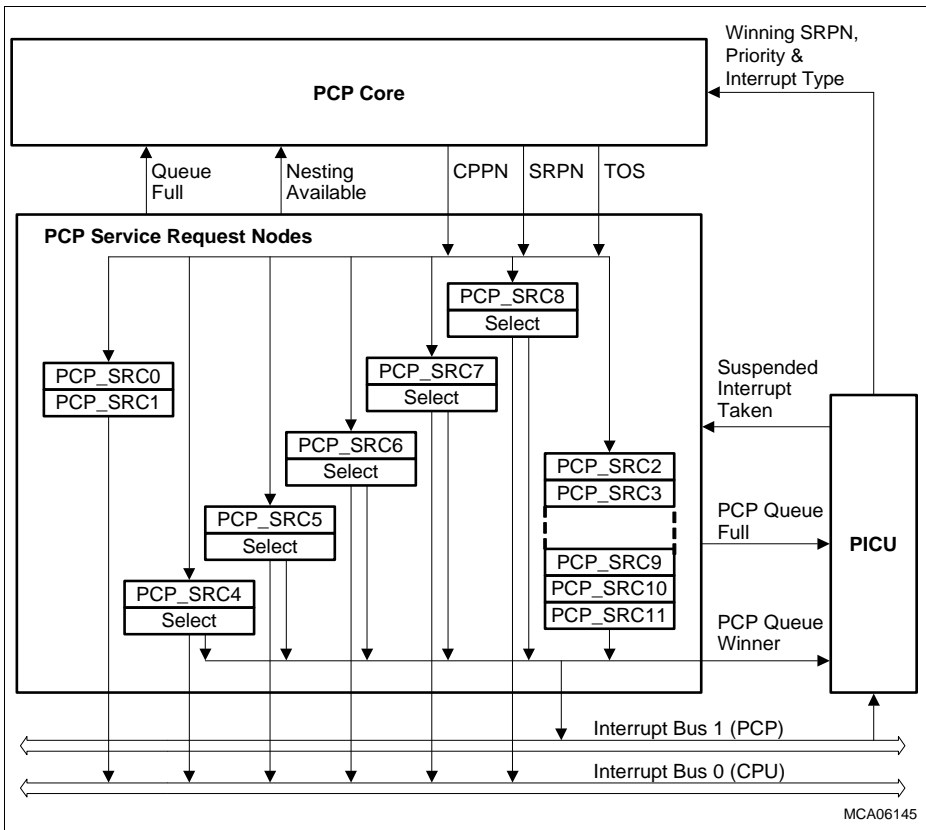 Winning SRPN,
Priority &
Interrupt Type
PCP Core
Queue
Full
Nesting
Available
CPPN
SRPN
TOS
PCP Service Request Nodes
PCP_SRC8
Select
PCP_SRC0
PCP_SRC1
PCP_SRC7
Select
Suspended
Interrupt
Taken
PCP_SRC6
Select
PCP_SRC2
PCP_SRC3
PCP_SRC5
Select
PCP Queue
Full
PICU
PCP_SRC9
PCP_SRC10
PCP_SRC11
PCP_SRC4
Select
PCP Queue
Winner
Interrupt Bus 1 (PCP)
Interrupt Bus 0 (CPU)
MCA06145